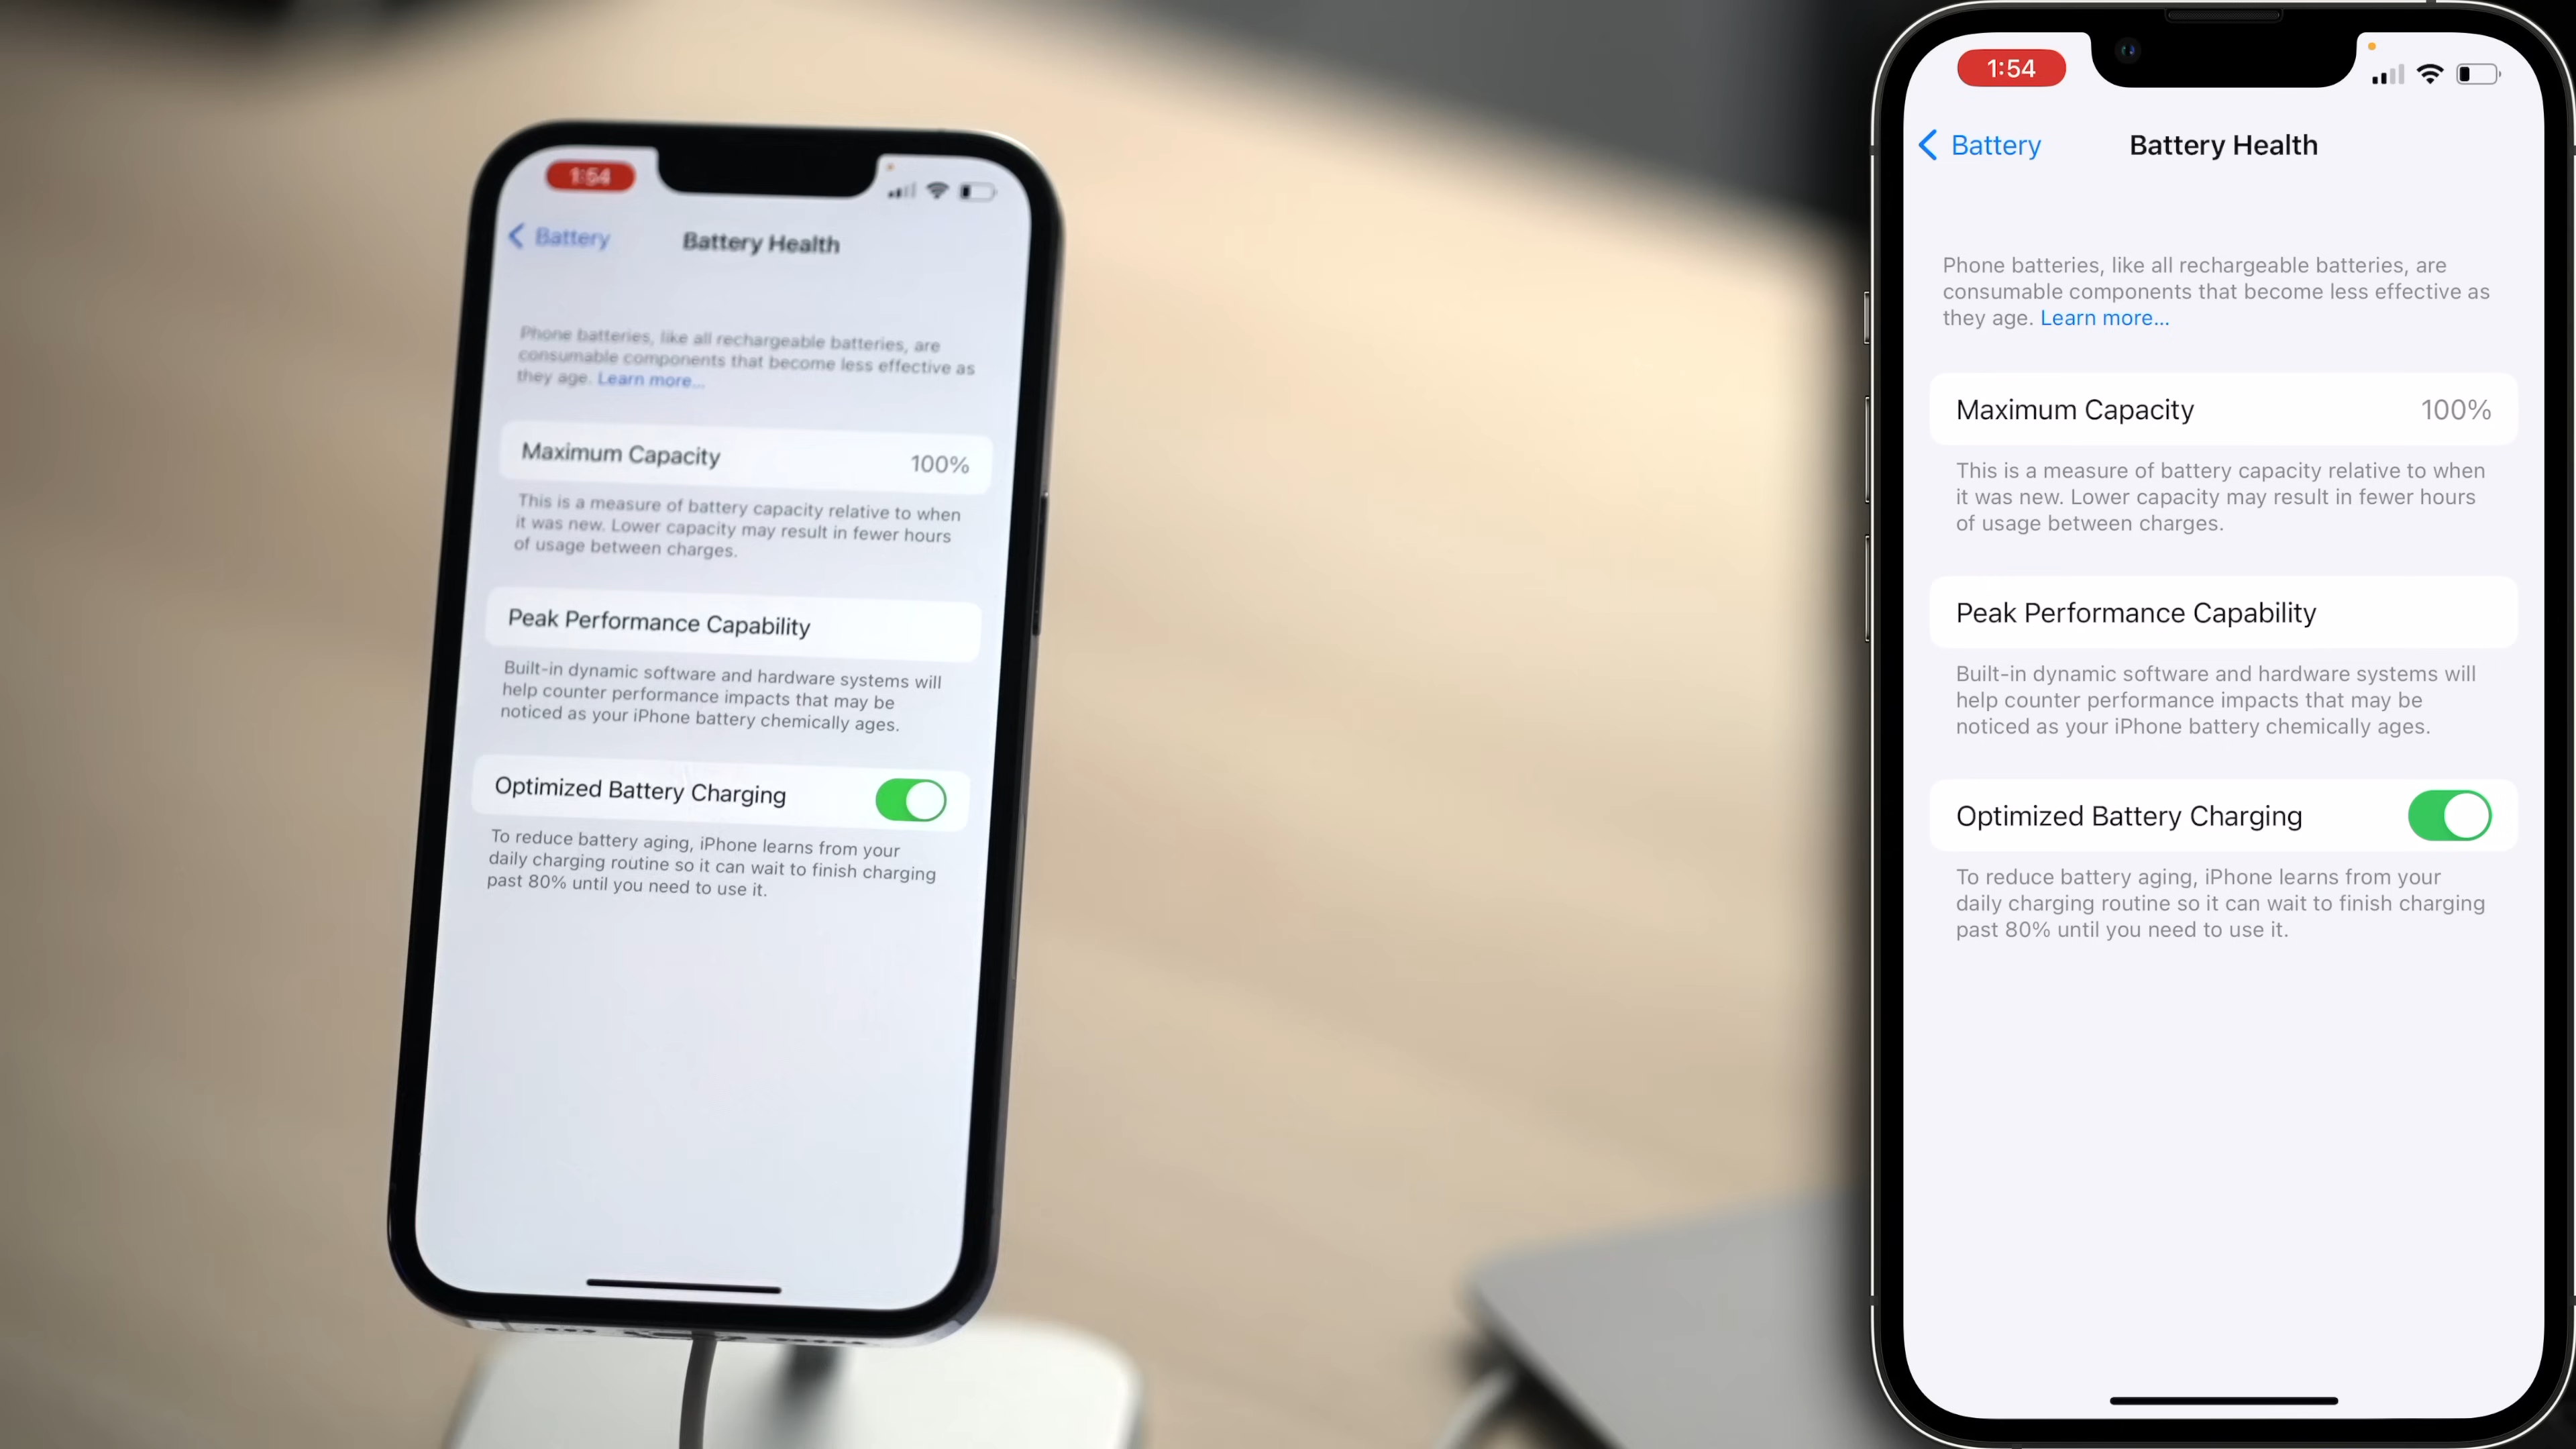 1:54
Battery
Battery Health
Phone batteries, like all rechargeable batteries, are
consumable components that become less effective as
they age. Learn more...
Maximum Capacity 100%
This is a measure of battery capacity relative to when
it was new. Lower capacity may result in fewer hours
of usage between charges.
Peak Performance Capability
Built-in dynamic software and hardware systems will
help counter performance impacts that may be
noticed as your iPhone battery chemically ages.
Optimized Battery Charging
To reduce battery aging, iPhone learns from your
daily charging routine so it can wait to finish charging
past 80% until you need to use it.
1:54
Battery
Battery Health
Phone batteries, like all rechargeable batteries, are
consumable components that become less effective as
they age. Learn more...
Maximum Capacity 100%
This is a measure of battery capacity relative to when
it was new. Lower capacity may result in fewer hours
of usage between charges.
Peak Performance Capability
Built-in dynamic software and hardware systems will
help counter performance impacts that may be
noticed as your iPhone battery chemically ages.
Optimized Battery Charging
To reduce battery aging, iPhone learns from your
daily charging routine so it can wait to finish charging
past 80% until you need to use it.